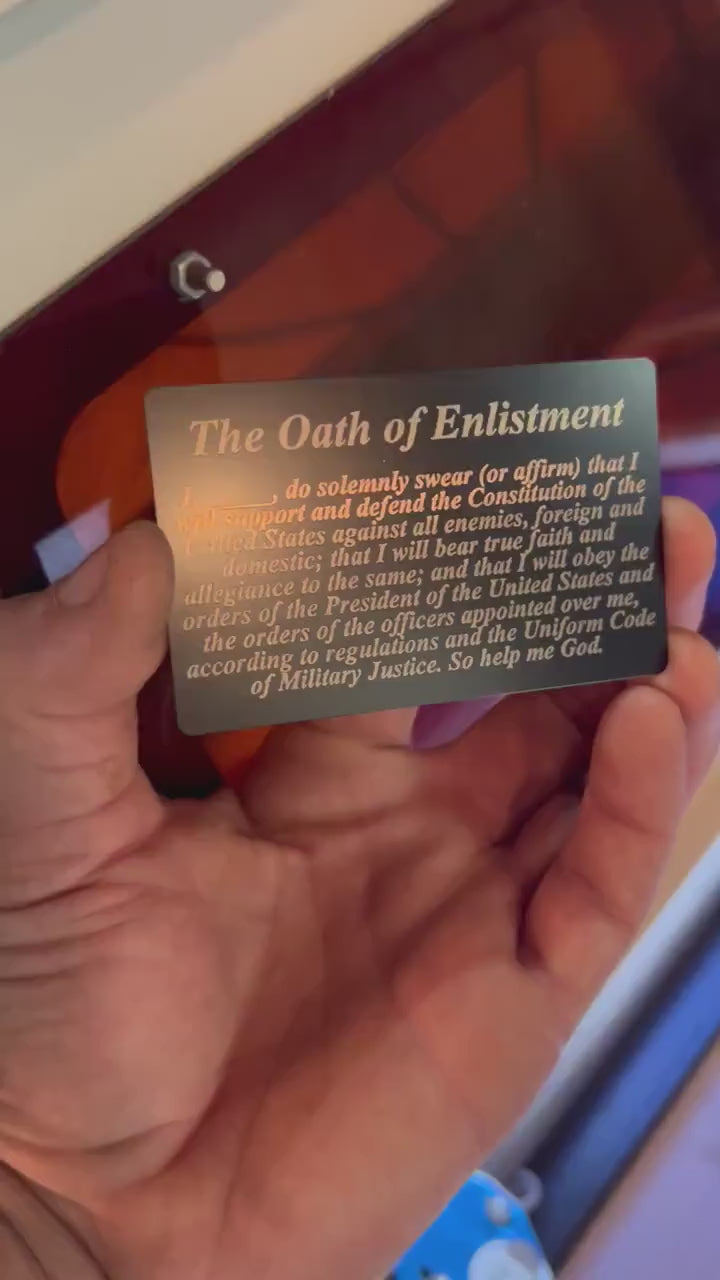 The Oath of Enlistment
I ______, do solemnly swear (or affirm) that I
will support and defend the Constitution of the
United States against all enemies, foreign and
domestic; that I will bear true faith and
allegiance to the same; and that I will obey the
orders of the President of the United States and
the orders of the officers appointed over me,
according to regulations and the Uniform Code
of Military Justice. So help me God.